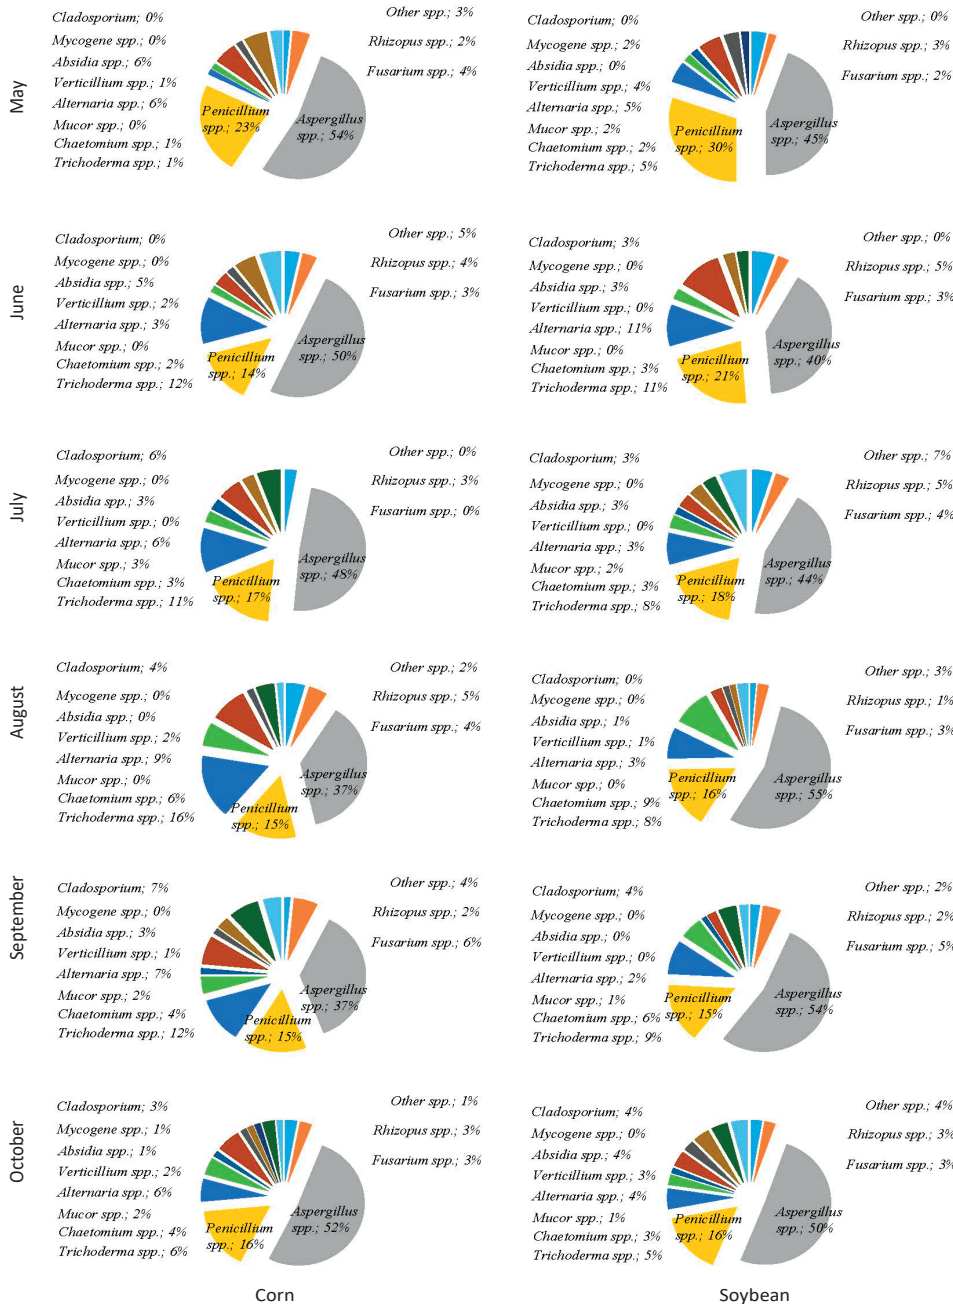 May
Cladosporium; 0%
Mycogene spp.; 0%
Absidia spp.; 6%
Verticillium spp.; 1%
Alternaria spp.; 6%
Mucor spp.; 0%
Chaetomium spp.; 1%
Trichoderma spp.; 1%
Penicillium
spp.; 23%
Aspergillus
spp.; 54%
Other spp.; 3%
Rhizopus spp.; 2%
Fusarium spp.; 4%
Cladosporium; 0%
Mycogene spp.; 2%
Absidia spp.; 0%
Verticillium spp.; 4%
Alternaria spp.; 5%
Mucor spp.; 2%
Chaetomium spp.; 2%
Trichoderma spp.; 5%
Penicillium
spp.; 30%
Aspergillus
spp.; 45%
Other spp.; 0%
Rhizopus spp.; 3%
Fusarium spp.; 2%
June
Cladosporium; 0%
Mycogene spp.; 0%
Absidia spp.; 5%
Verticillium spp.; 2%
Alternaria spp.; 3%
Mucor spp.; 0%
Chaetomium spp.; 2%
Trichoderma spp.; 12%
Penicillium
spp.; 14%
Aspergillus
spp.; 50%
Other spp.; 5%
Rhizopus spp.; 4%
Fusarium spp.; 3%
Cladosporium; 3%
Mycogene spp.; 0%
Absidia spp.; 3%
Verticillium spp.; 0%
Alternaria spp.; 11%
Mucor spp.; 0%
Chaetomium spp.; 3%
Trichoderma spp.; 11%
Penicillium
spp.; 21%
Aspergillus
spp.; 40%
Other spp.; 0%
Rhizopus spp.; 5%
Fusarium spp.; 3%
July
Cladosporium; 6%
Mycogene spp.; 0%
Absidia spp.; 3%
Verticillium spp.; 0%
Alternaria spp.; 6%
Mucor spp.; 3%
Chaetomium spp.; 3%
Trichoderma spp.; 11%
Penicillium
spp.; 17%
Aspergillus
spp.; 48%
Other spp.; 0%
Rhizopus spp.; 3%
Fusarium spp.; 0%
Cladosporium; 3%
Mycogene spp.; 0%
Absidia spp.; 3%
Verticillium spp.; 0%
Alternaria spp.; 3%
Mucor spp.; 2%
Chaetomium spp.; 3%
Trichoderma spp.; 8%
Penicillium
spp.; 18%
Aspergillus
spp.; 44%
Other spp.; 7%
Rhizopus spp.; 5%
Fusarium spp.; 4%
August
Cladosporium; 4%
Mycogene spp.; 0%
Absidia spp.; 0%
Verticillium spp.; 2%
Alternaria spp.; 9%
Mucor spp.; 0%
Chaetomium spp.; 6%
Trichoderma spp.; 16%
Penicillium
spp.; 15%
Aspergillus
spp.; 37%
Other spp.; 2%
Rhizopus spp.; 5%
Fusarium spp.; 4%
Cladosporium; 0%
Mycogene spp.; 0%
Absidia spp.; 1%
Verticillium spp.; 1%
Alternaria spp.; 3%
Mucor spp.; 0%
Chaetomium spp.; 9%
Trichoderma spp.; 8%
Penicillium
spp.; 16%
Aspergillus
spp.; 55%
Other spp.; 3%
Rhizopus spp.; 1%
Fusarium spp.; 3%
September
Cladosporium; 7%
Mycogene spp.; 0%
Absidia spp.; 3%
Verticillium spp.; 1%
Alternaria spp.; 7%
Mucor spp.; 2%
Chaetomium spp.; 4%
Trichoderma spp.; 12%
Penicillium
spp.; 15%
Aspergillus
spp.; 37%
Other spp.; 4%
Rhizopus spp.; 2%
Fusarium spp.; 6%
Cladosporium; 4%
Mycogene spp.; 0%
Absidia spp.; 0%
Verticillium spp.; 0%
Alternaria spp.; 2%
Mucor spp.; 1%
Chaetomium spp.; 6%
Trichoderma spp.; 9%
Penicillium
spp.; 15%
Aspergillus
spp.; 54%
Other spp.; 2%
Rhizopus spp.; 2%
Fusarium spp.; 5%
October
Cladosporium; 3%
Mycogene spp.; 1%
Absidia spp.; 1%
Verticillium spp.; 2%
Alternaria spp.; 6%
Mucor spp.; 2%
Chaetomium spp.; 4%
Trichoderma spp.; 6%
Penicillium
spp.; 16%
Aspergillus
spp.; 52%
Other spp.; 1%
Rhizopus spp.; 3%
Fusarium spp.; 3%
Cladosporium; 4%
Mycogene spp.; 0%
Absidia spp.; 4%
Verticillium spp.; 3%
Alternaria spp.; 4%
Mucor spp.; 1%
Chaetomium spp.; 3%
Trichoderma spp.; 5%
Penicillium
spp.; 16%
Aspergillus
spp.; 50%
Other spp.; 4%
Rhizopus spp.; 3%
Fusarium spp.; 3%
Corn
Soybean